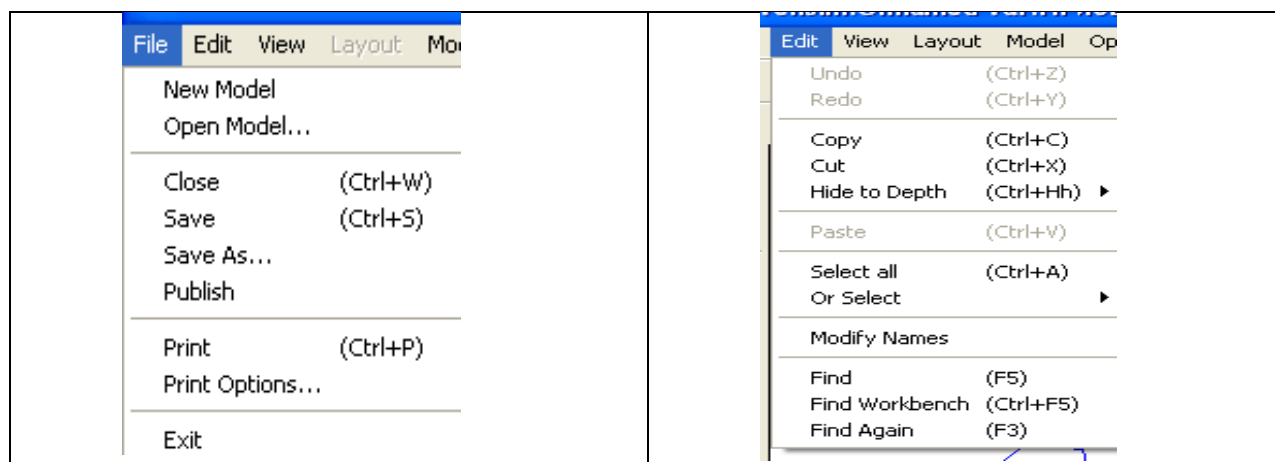 File Edit View Layout
New Model
Open Model...
Close (Ctrl+W)
Save (Ctrl+S)
Save As...
Publish
Print (Ctrl+P)
Print Options...
Exit
Edit View Layout Model Op
Undo (Ctrl+Z)
Redo (Ctrl+Y)
Copy (Ctrl+C)
Cut (Ctrl+X)
Hide to Depth (Ctrl+Hh)
Paste (Ctrl+V)
Select all (Ctrl+A)
Or Select
Modify Names
Find (F5)
Find Workbench (Ctrl+F5)
Find Again (F3)